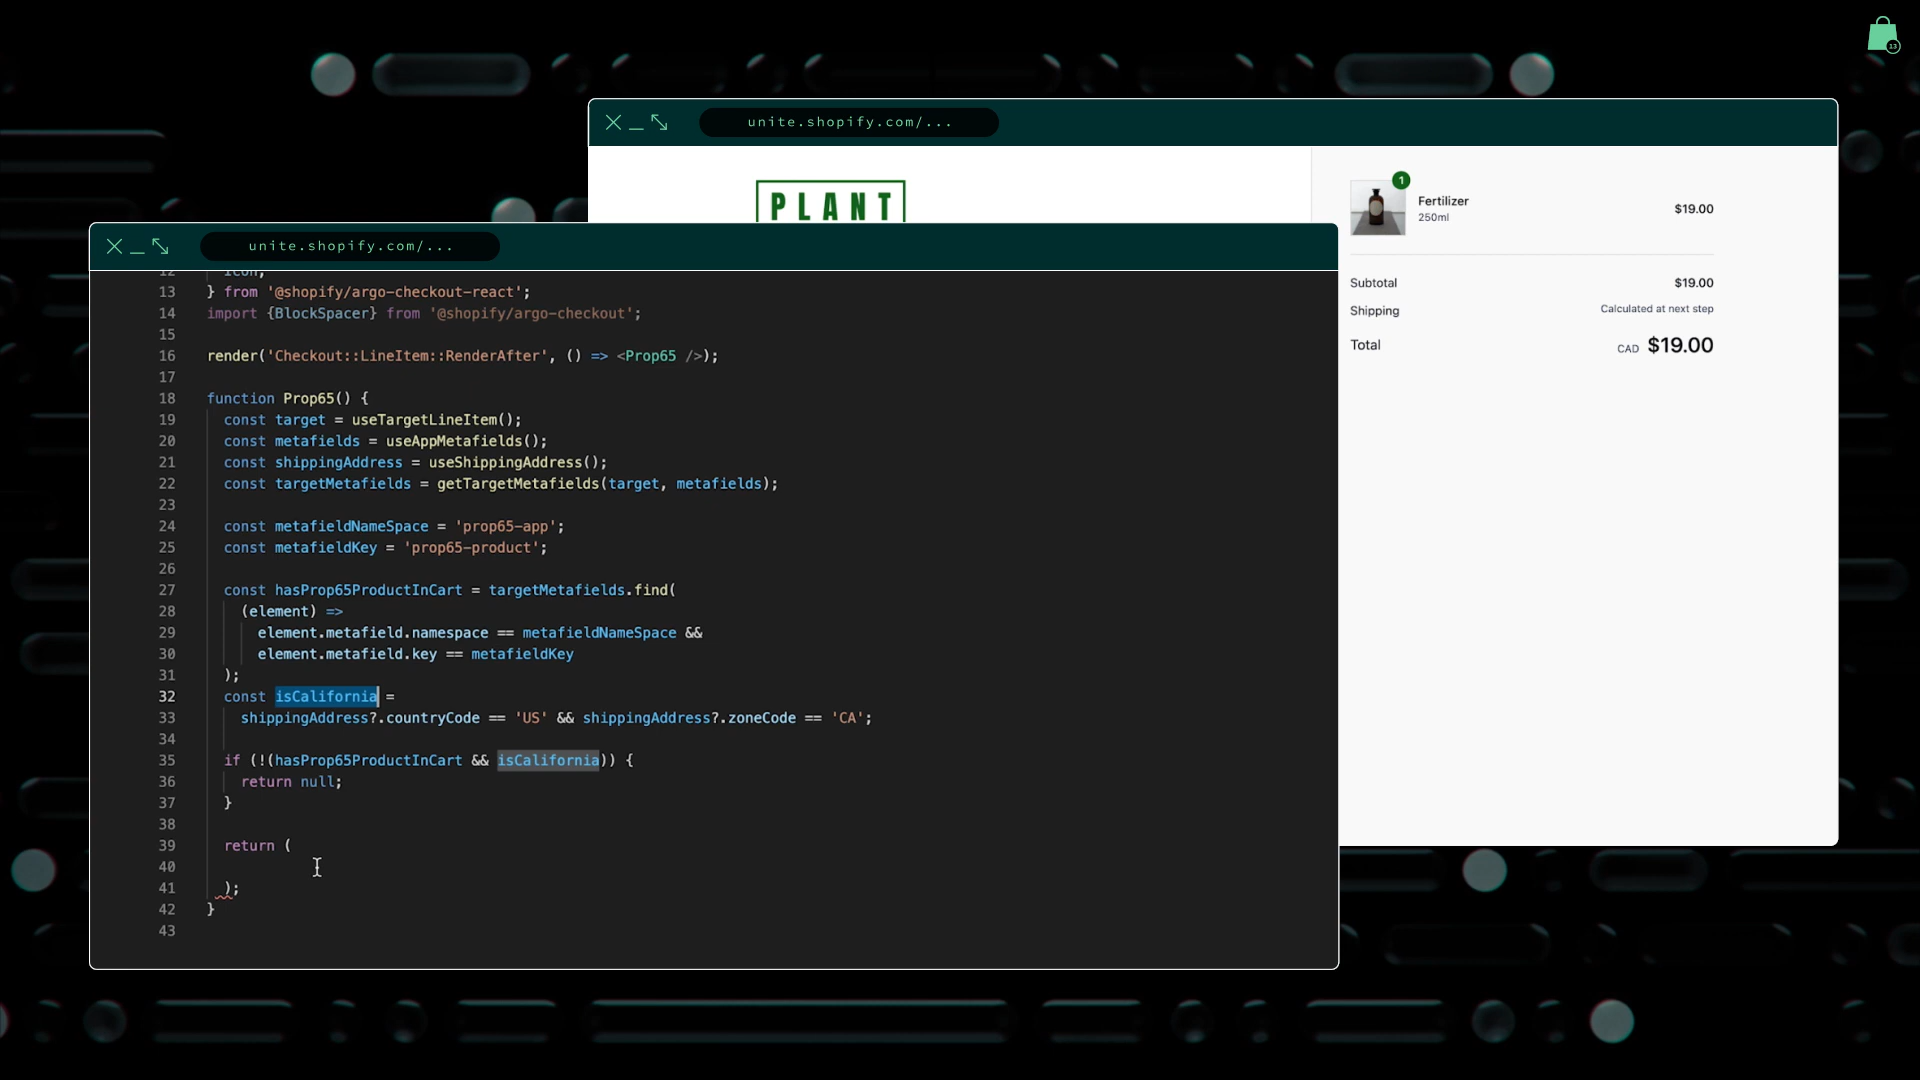 13
unite.shopify.com/...
PLANT
1
Fertilizer
250ml
$19.00
Subtotal
$19.00
Shipping
Calculated at next step
Total
CAD $19.00
unite.shopify.com/...
12 icon,
13 } from '@shopify/argo-checkout-react';
14 import {BlockSpacer} from '@shopify/argo-checkout';
15
16 render('Checkout::LineItem::RenderAfter', () => <Prop65 />);
17
18 function Prop65() {
19 const target = useTargetLineItem();
20 const metafields = useAppMetafields();
21 const shippingAddress = useShippingAddress();
22 const targetMetafields = getTargetMetafields(target, metafields);
23
24 const metafieldNameSpace = 'prop65-app';
25 const metafieldKey = 'prop65-product';
26
27 const hasProp65ProductInCart = targetMetafields.find(
28 (element) =>
29 element.metafield.namespace == metafieldNameSpace &&
30 element.metafield.key == metafieldKey
31 );
32 const isCalifornia =
33 shippingAddress?.countryCode == 'US' && shippingAddress?.zoneCode == 'CA';
34
35 if (!(hasProp65ProductInCart && isCalifornia)) {
36 return null;
37 }
38
39 return (
40
41 );
42 }
43